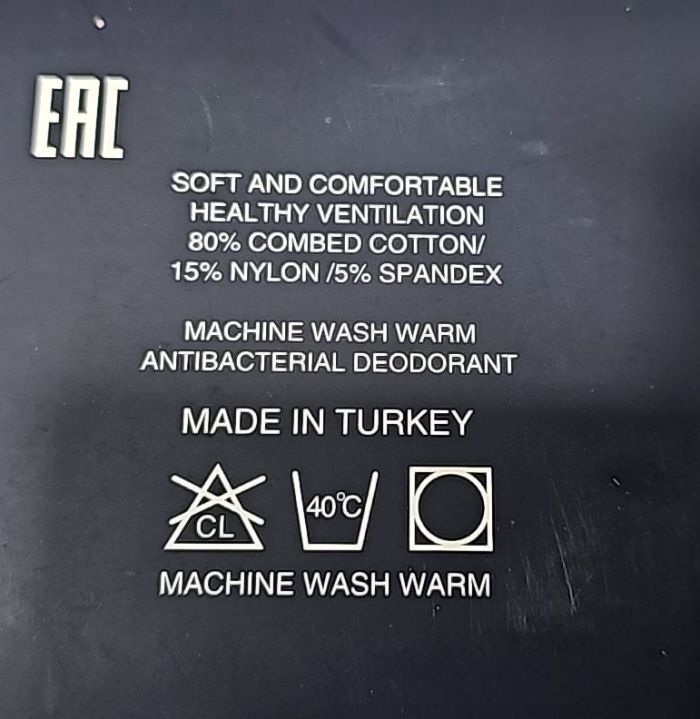 EAC
SOFT AND COMFORTABLE
HEALTHY VENTILATION
80% COMBED COTTON/
15% NYLON /5% SPANDEX
MACHINE WASH WARM
ANTIBACTERIAL DEODORANT
MADE IN TURKEY
CL 40°C
MACHINE WASH WARM